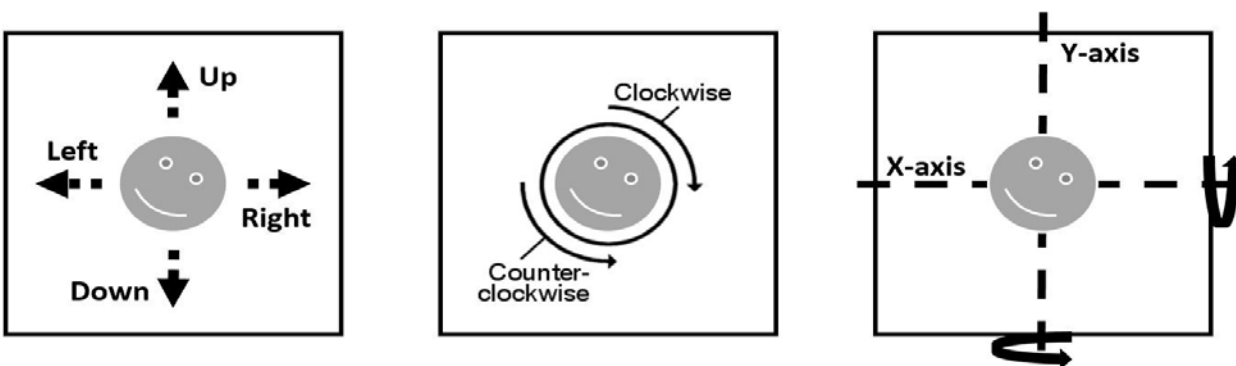 Up
Left
Right
Down
Clockwise
Counter-
clockwise
Y-axis
X-axis